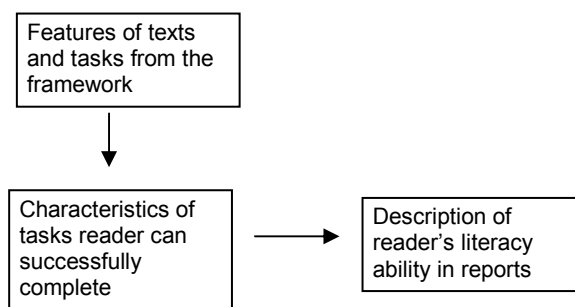 Features of texts
and tasks from the
framework
Characteristics of
tasks reader can
successfully
complete
Description of
reader's literacy
ability in reports